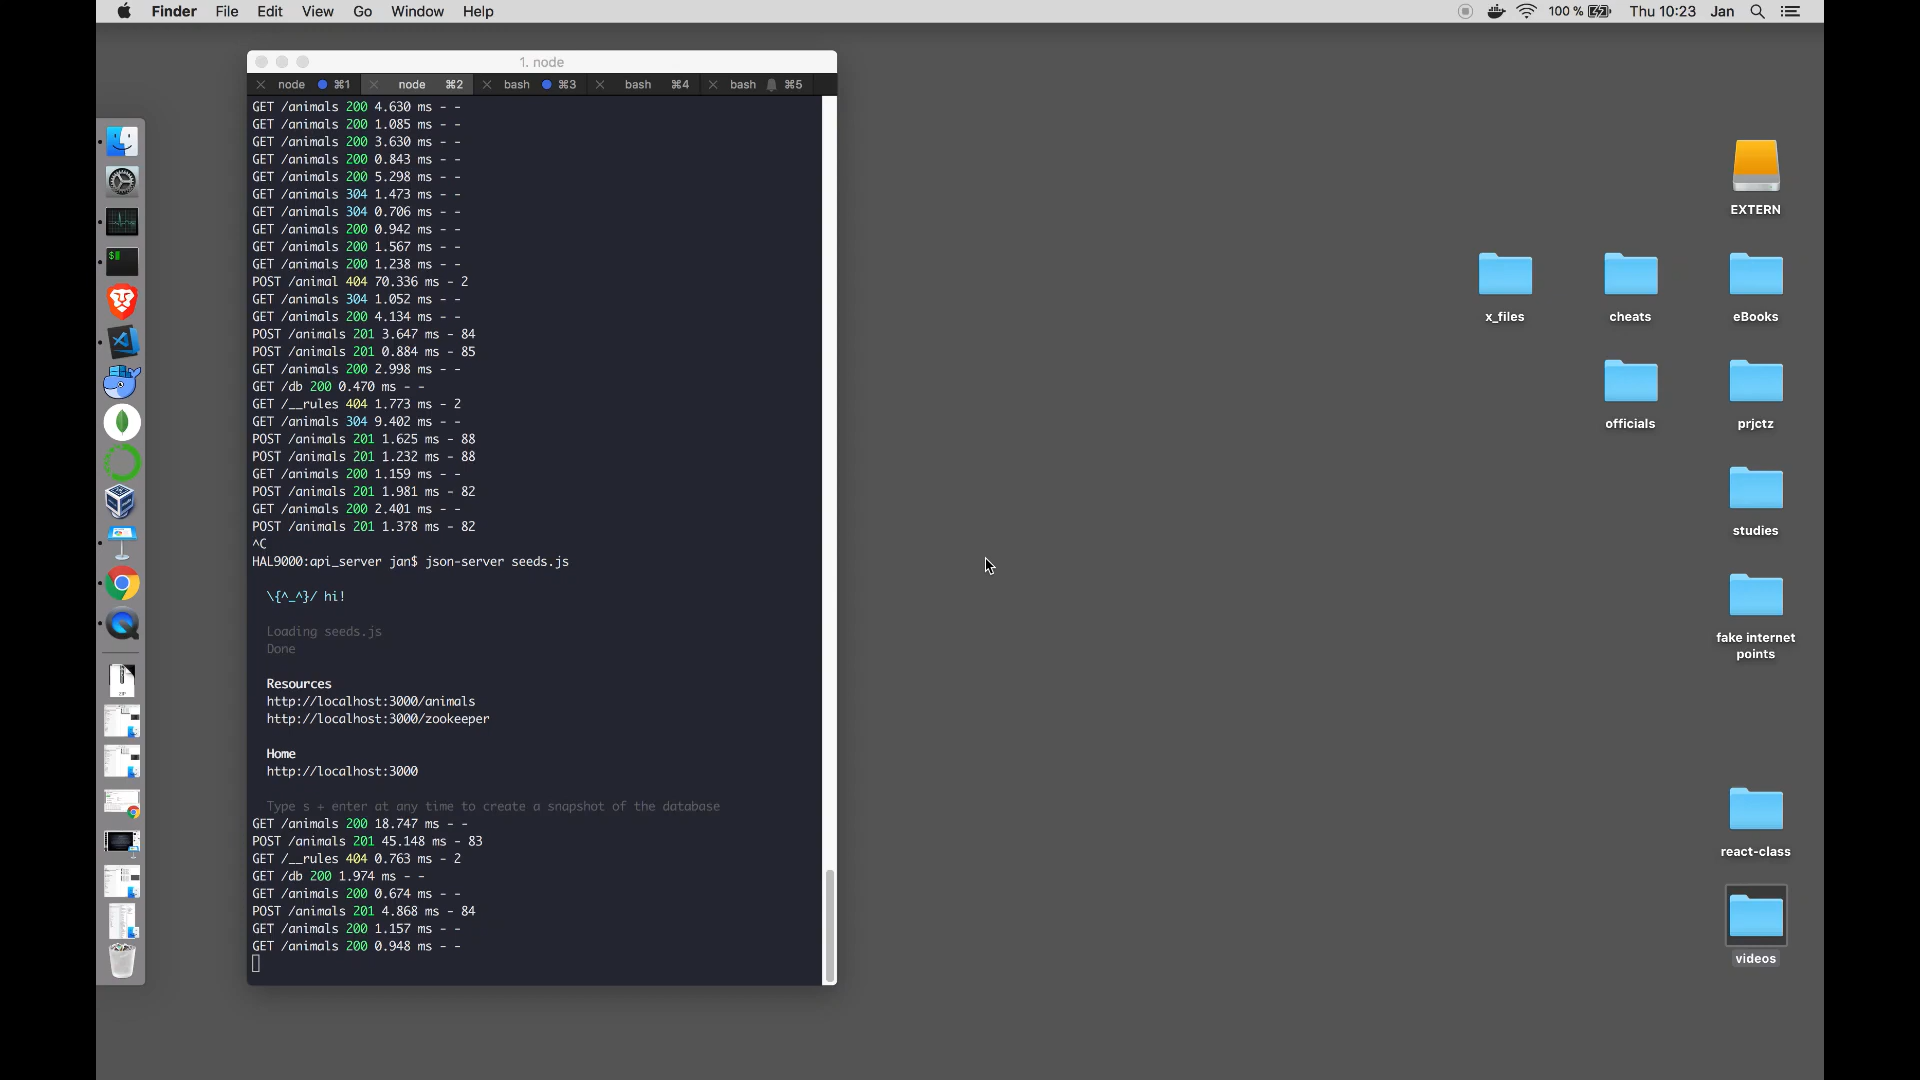 Finder File Edit View Go Window Help
100 % Thu 10:23 Jan
1. node
node ⌘1 node ⌘2 bash ⌘3 bash ⌘4 bash ⌘5
GET /animals 200 4.630 ms - -
GET /animals 200 1.085 ms - -
GET /animals 200 3.630 ms - -
GET /animals 200 0.843 ms - -
GET /animals 200 5.298 ms - -
GET /animals 304 1.473 ms - -
GET /animals 304 0.706 ms - -
GET /animals 200 0.942 ms - -
GET /animals 200 1.567 ms - -
GET /animals 200 1.238 ms - -
POST /animal 404 70.336 ms - 2
GET /animals 304 1.052 ms - -
GET /animals 200 4.134 ms - -
POST /animals 201 3.647 ms - 84
POST /animals 201 0.884 ms - 85
GET /animals 200 2.998 ms - -
GET /db 200 0.470 ms - -
GET /__rules 404 1.773 ms - 2
GET /animals 304 9.402 ms - -
POST /animals 201 1.625 ms - 88
POST /animals 201 1.232 ms - 88
GET /animals 200 1.159 ms - -
POST /animals 201 1.981 ms - 82
GET /animals 200 2.401 ms - -
POST /animals 201 1.378 ms - 82
^C
HAL9000:api_server jan$ json-server seeds.js
\{^_^}/ hi!
Loading seeds.js
Done
Resources
http://localhost:3000/animals
http://localhost:3000/zookeeper
Home
http://localhost:3000
Type s + enter at any time to create a snapshot of the database
GET /animals 200 18.747 ms - -
POST /animals 201 45.148 ms - 83
GET /__rules 404 0.763 ms - 2
GET /db 200 1.974 ms - -
GET /animals 200 0.674 ms - -
POST /animals 201 4.868 ms - 84
GET /animals 200 1.157 ms - -
GET /animals 200 0.948 ms - -
EXTERN
x_files cheats eBooks
officials prjctz
studies
fake internet
points
react-class
videos